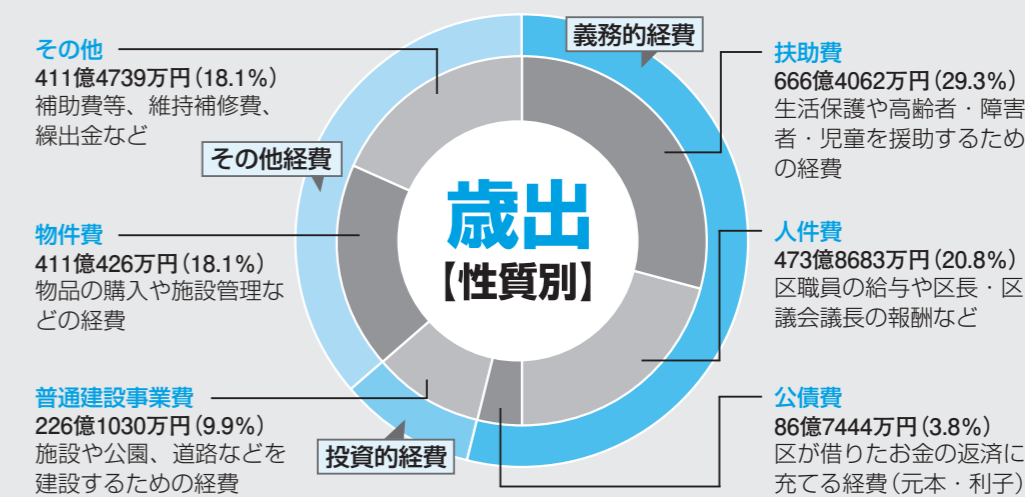 歳出
【性質別】
義務的経費
扶助費
666億4062万円(29.3%)
生活保護や高齢者・障害
者・児童を援助するため
の経費
人件費
473億8683万円(20.8%)
区職員の給与や区長・区
議会議長の報酬など
公債費
86億7444万円(3.8%)
区が借りたお金の返済に
充てる経費(元本・利子)
投資的経費
普通建設事業費
226億1030万円(9.9%)
施設や公園、道路などを
建設するための経費
その他経費
物件費
411億426万円(18.1%)
物品の購入や施設管理な
どの経費
その他
411億4739万円(18.1%)
補助費等、維持補修費、
繰出金など